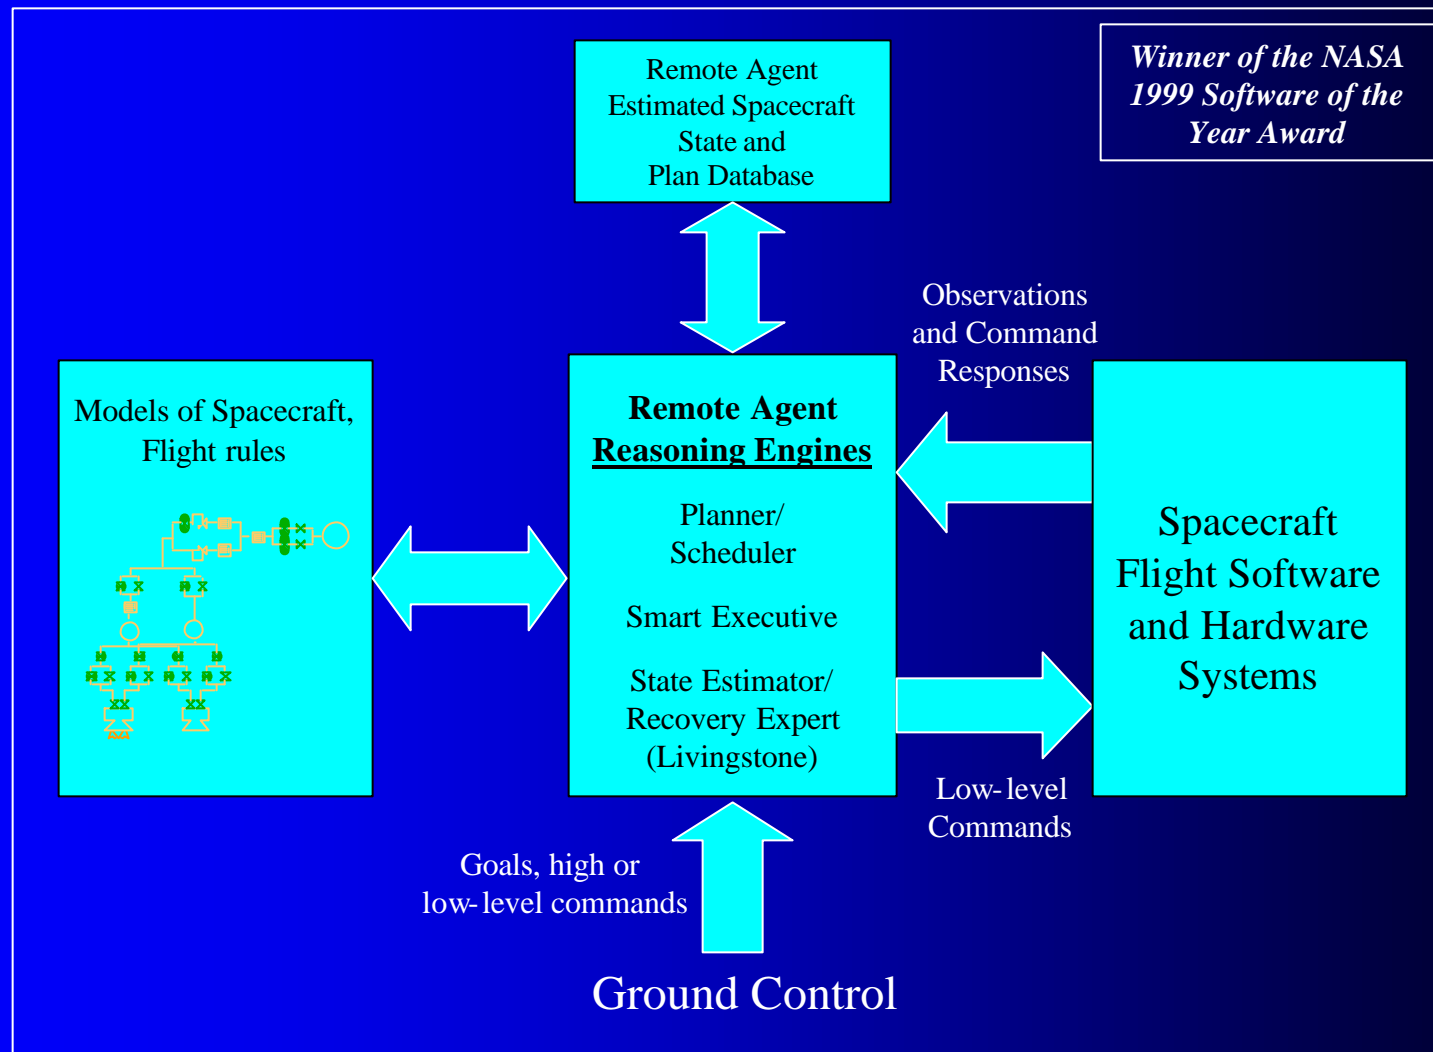 Remote Agent
Estimated Spacecraft
State and
Plan Database
Winner of the NASA
1999 Software of the
Year Award
Observations
and Command
Responses
Models of Spacecraft,
Flight rules
Remote Agent
Reasoning Engines
Planner/
Scheduler
Smart Executive
State Estimator/
Recovery Expert
(Livingstone)
Spacecraft
Flight Software
and Hardware
Systems
Low-level
Commands
Goals, high or
low-level commands
Ground Control